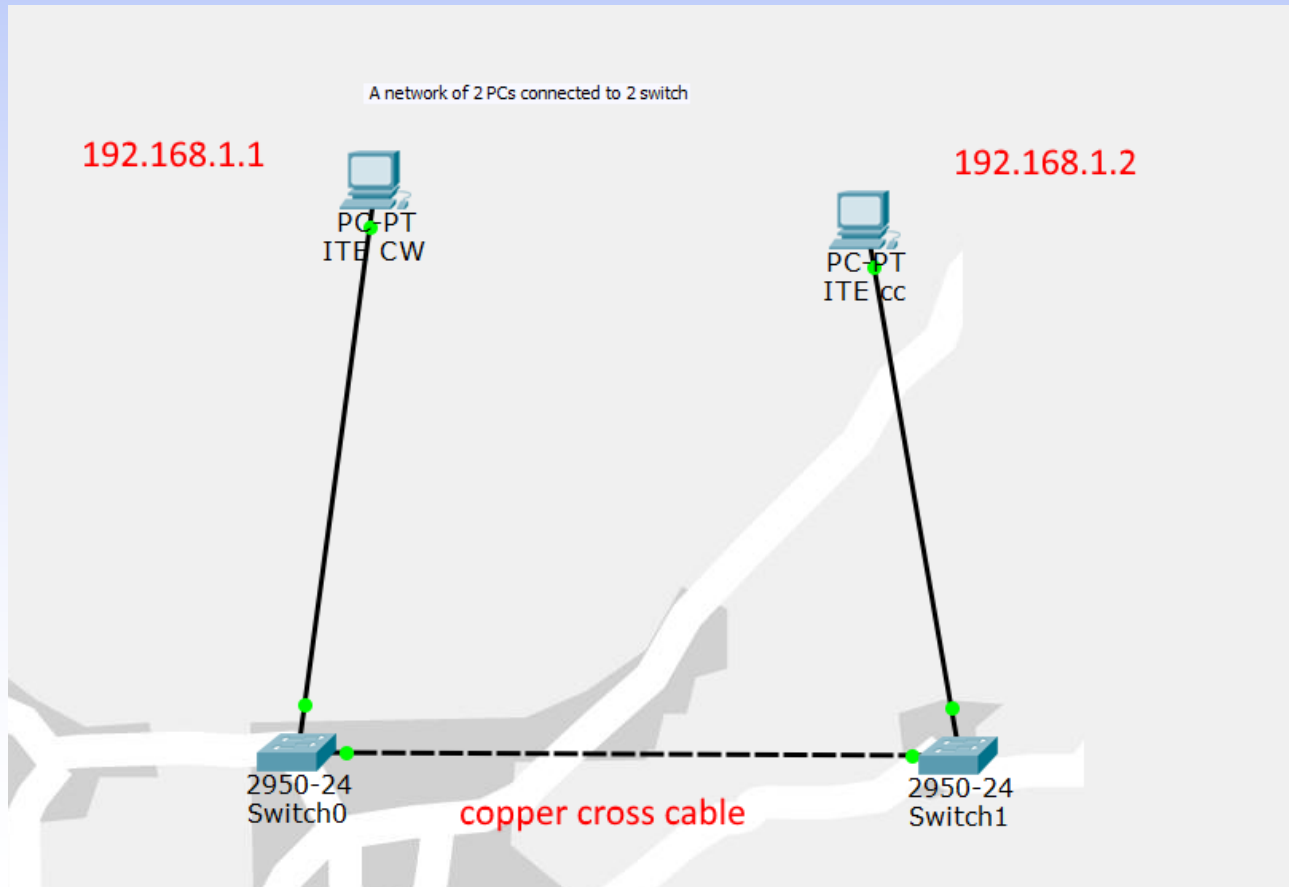 A network of 2 PCs connected to 2 switch
192.168.1.1
192.168.1.2
PC-PT
ITE CW
PC-PT
ITE cc
2950-24
Switch0
copper cross cable
2950-24
Switch1